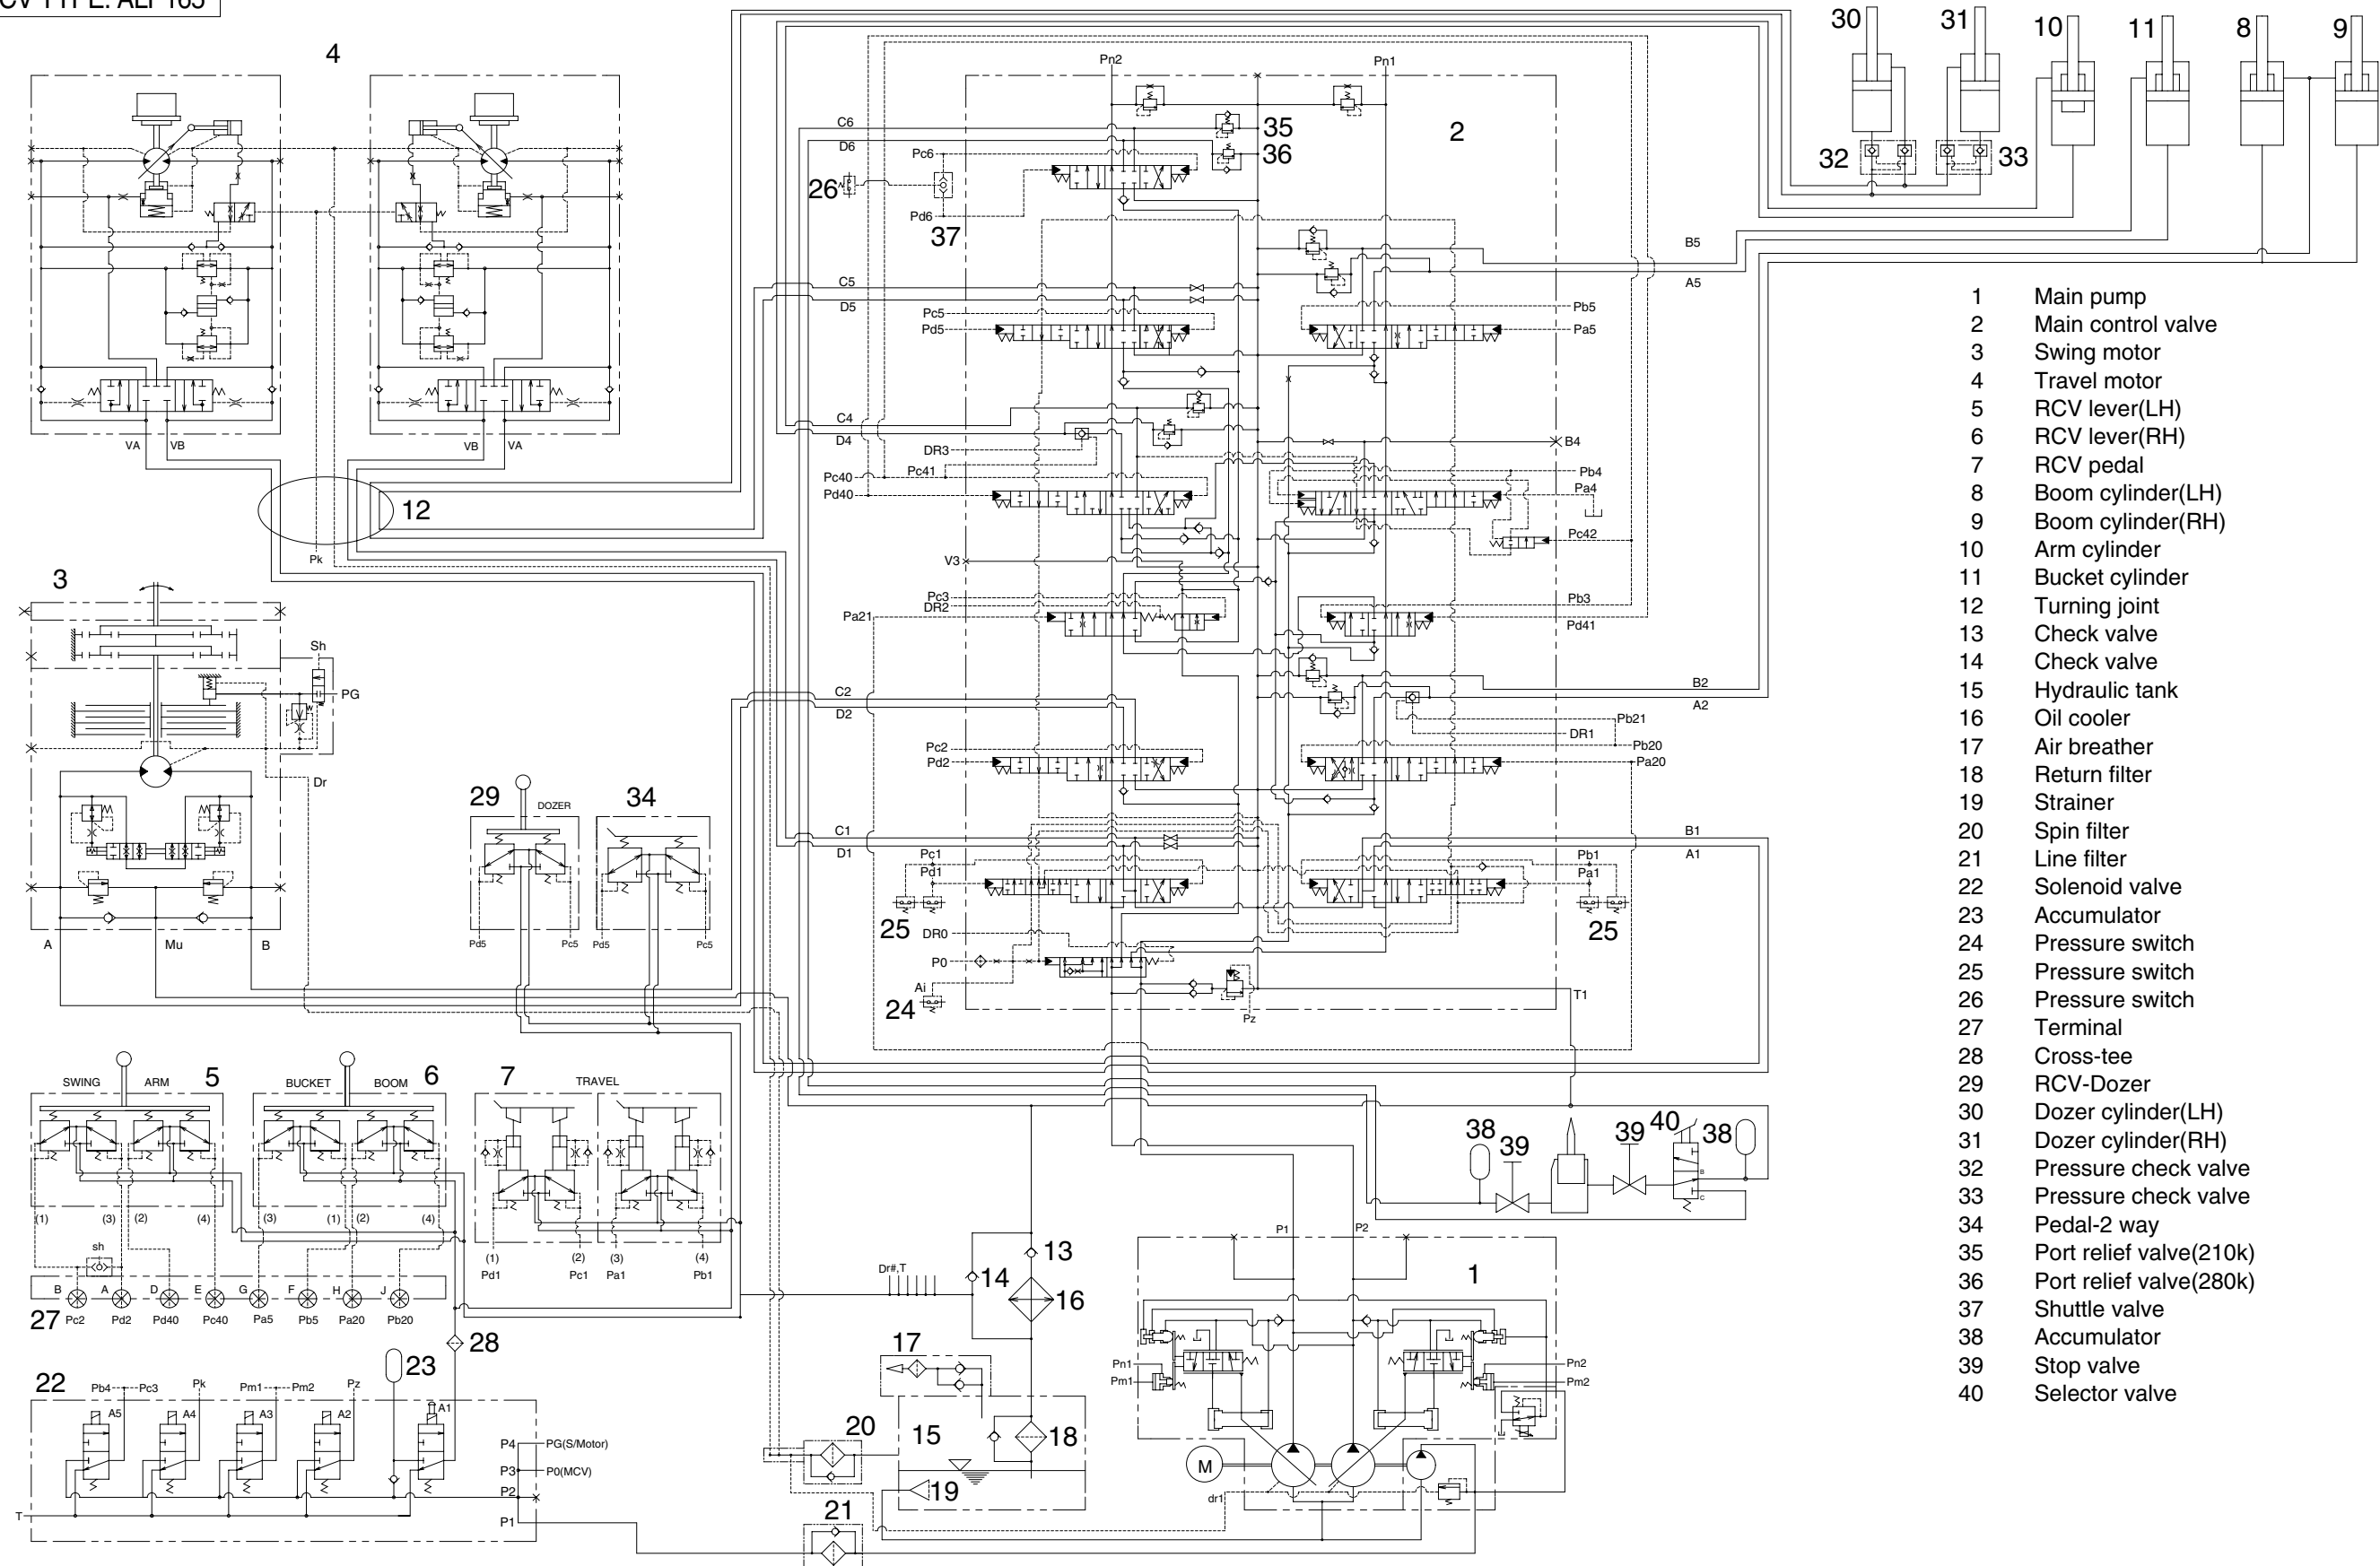 4
30
31
10
11
8
9
Pn2
Pn1
2
C6
D6
35
36
Pc6
26
Pd6
37
32
33
B5
A5
C5
D5
Pc5
Pd5
Pb5
Pa5
C4
D4
DR3
Pc40
Pc41
Pd40
B4
Pb4
Pa4
Pc42
VA
VB
VB
VA
12
Pk
V3
Pc3
DR2
Pa21
Pb3
Pd41
3
Sh
PG
Dr
A
Mu
B
C2
D2
B2
A2
Pb21
DR1
Pc2
Pd2
Pb20
Pa20
29
DOZER
34
Pd5
Pc5
Pd5
Pc5
C1
D1
B1
A1
Pc1
Pd1
Pb1
Pa1
25
25
DR0
P0
Ai
24
Pz
T1
1 Main pump
2 Main control valve
3 Swing motor
4 Travel motor
5 RCV lever(LH)
6 RCV lever(RH)
7 RCV pedal
8 Boom cylinder(LH)
9 Boom cylinder(RH)
10 Arm cylinder
11 Bucket cylinder
12 Turning joint
13 Check valve
14 Check valve
15 Hydraulic tank
16 Oil cooler
17 Air breather
18 Return filter
19 Strainer
20 Spin filter
21 Line filter
22 Solenoid valve
23 Accumulator
24 Pressure switch
25 Pressure switch
26 Pressure switch
27 Terminal
28 Cross-tee
29 RCV-Dozer
30 Dozer cylinder(LH)
31 Dozer cylinder(RH)
32 Pressure check valve
33 Pressure check valve
34 Pedal-2 way
35 Port relief valve(210k)
36 Port relief valve(280k)
37 Shuttle valve
38 Accumulator
39 Stop valve
40 Selector valve
SWING
ARM
5
BUCKET
BOOM
6
7
TRAVEL
(1)
(3)
(2)
(4)
(3)
(1)
(2)
(4)
(1)
(2)
(3)
(4)
Pd1
Pc1
Pa1
Pb1
sh
B
A
D
E
G
F
H
J
27
Pc2
Pd2
Pd40
Pc40
Pa5
Pb5
Pa20
Pb20
28
23
22
Pb4
Pc3
Pk
Pm1
Pm2
Pz
A5
A4
A3
A2
A1
P4
PG(S/Motor)
P3
P0(MCV)
P2
T
P1
Dr#,T
13
14
16
17
20
15
18
19
21
38
39
39
40
38
B
C
P1
P2
1
Pn1
Pm1
Pn2
Pm2
M
dr1